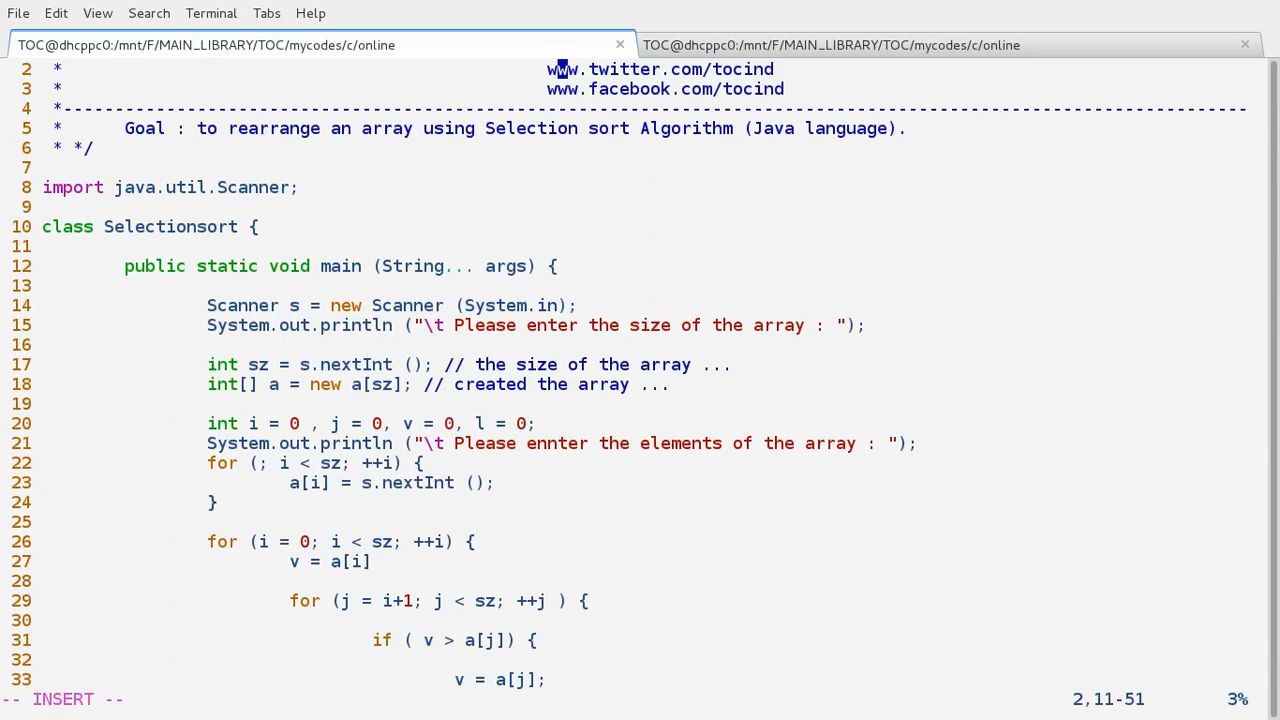 File Edit View Search Terminal Tabs Help
TOC@dhcppc0:/mnt/F/MAIN_LIBRARY/TOC/mycodes/c/online × TOC@dhcppc0:/mnt/F/MAIN_LIBRARY/TOC/mycodes/c/online ×
2 * www.twitter.com/tocind
3 * www.facebook.com/tocind
4 *-------------------------------------------------------------------------------------------------------------------
5 * Goal : to rearrange an array using Selection sort Algorithm (Java language).
6 * */
7
8 import java.util.Scanner;
9
10 class Selectionsort {
11
12 public static void main (String... args) {
13
14 Scanner s = new Scanner (System.in);
15 System.out.println ("\t Please enter the size of the array : ");
16
17 int sz = s.nextInt (); // the size of the array ...
18 int[] a = new a[sz]; // created the array ...
19
20 int i = 0 , j = 0, v = 0, l = 0;
21 System.out.println ("\t Please ennter the elements of the array : ");
22 for (; i < sz; ++i) {
23 a[i] = s.nextInt ();
24 }
25
26 for (i = 0; i < sz; ++i) {
27 v = a[i]
28
29 for (j = i+1; j < sz; ++j ) {
30
31 if ( v > a[j]) {
32
33 v = a[j];
-- INSERT -- 2,11-51 3%